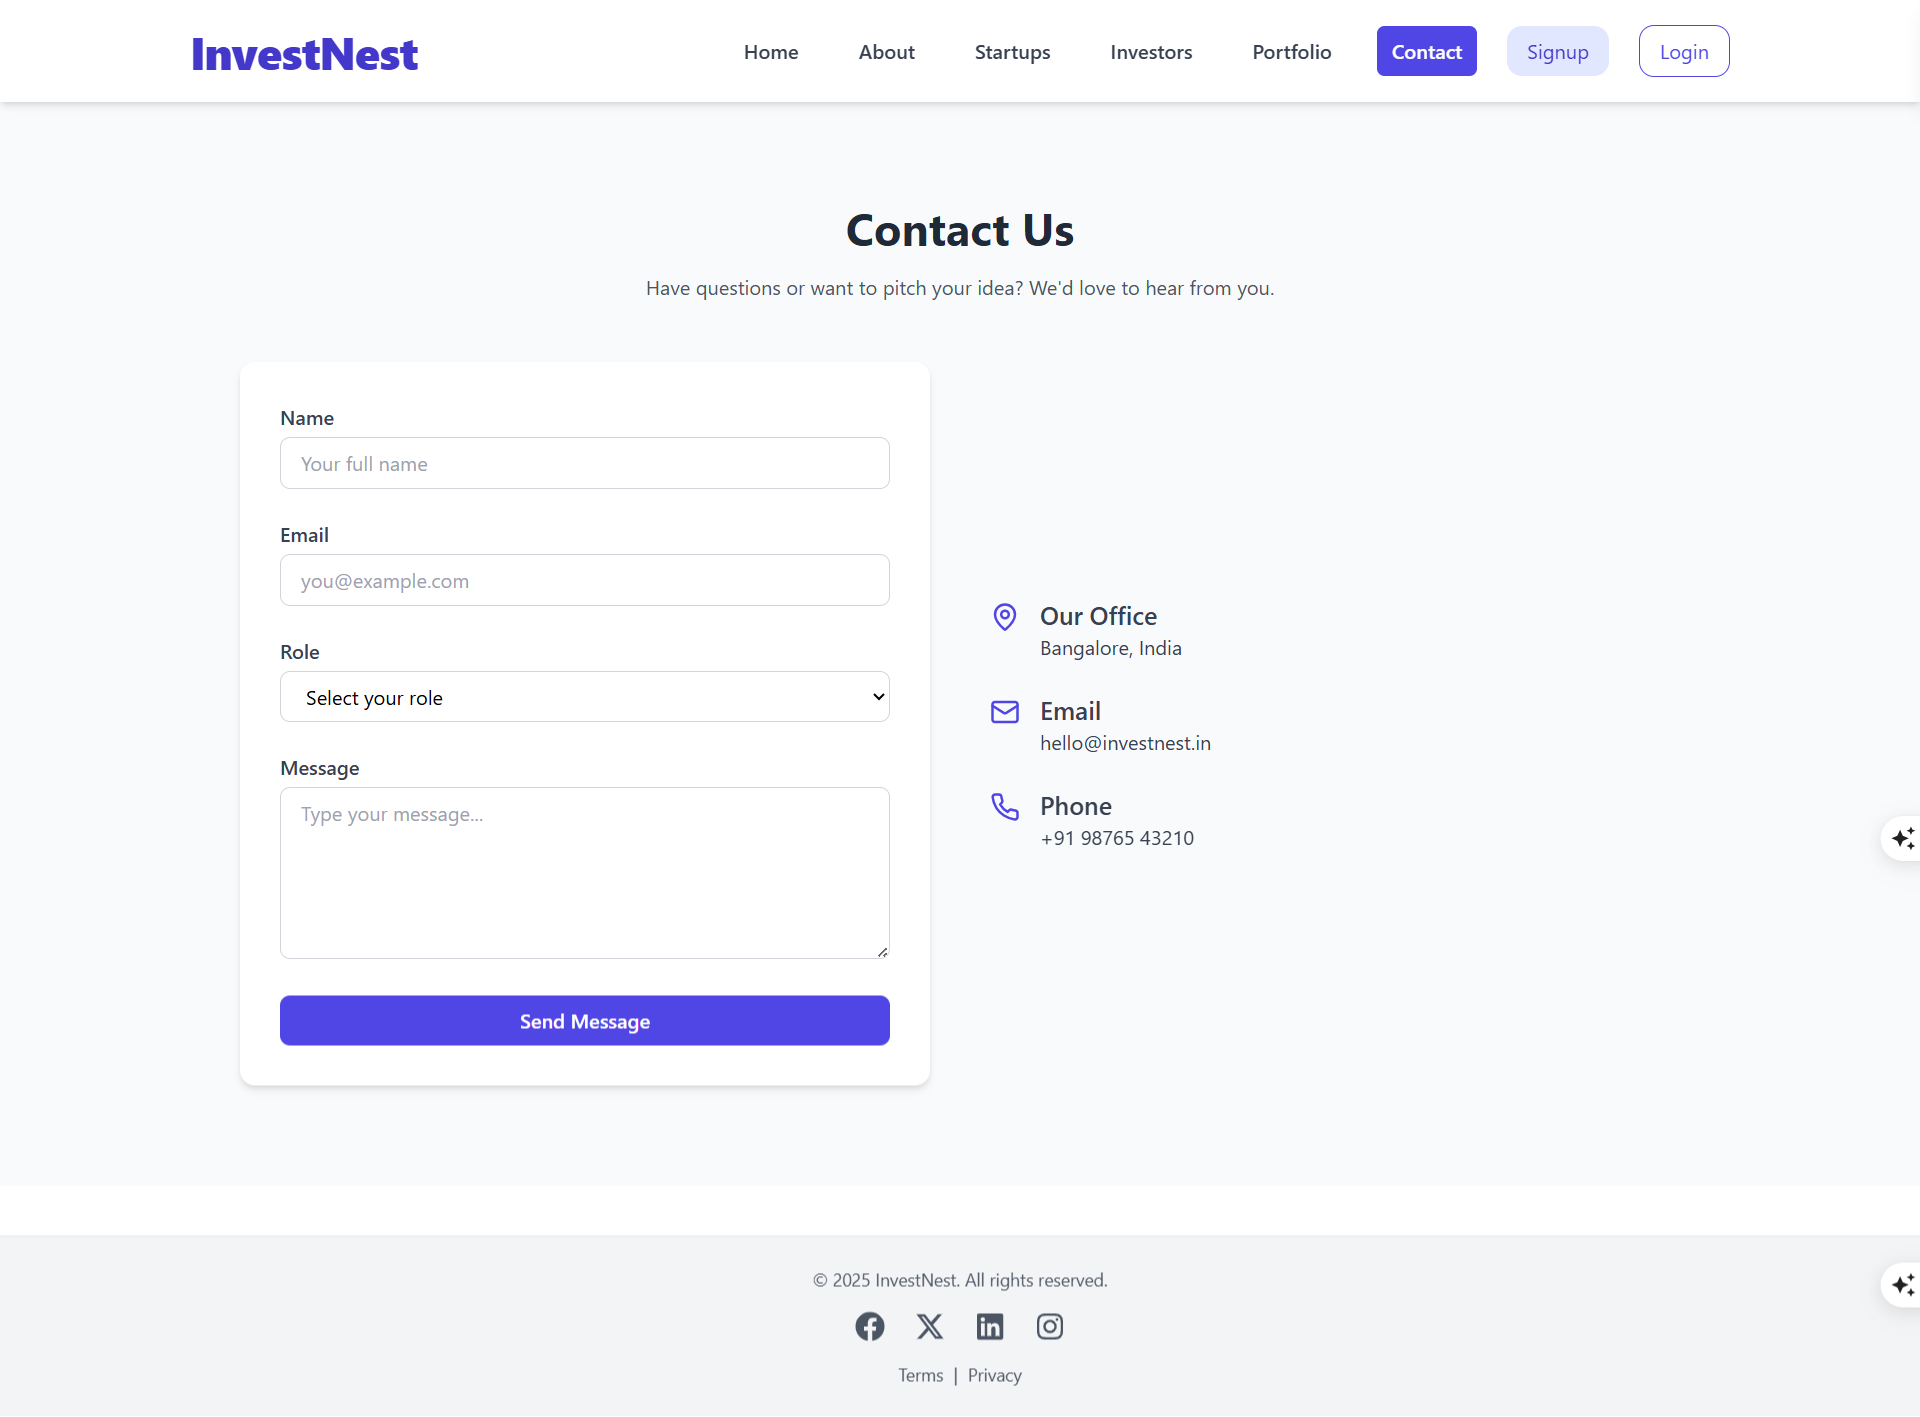 InvestNest
Home
About
Startups
Investors
Portfolio
Contact
Signup
Login
Contact Us
Have questions or want to pitch your idea? We'd love to hear from you.
Name
Your full name
Email
you@example.com
Role
Select your role
Message
Type your message...
Send Message
Our Office
Bangalore, India
Email
hello@investnest.in
Phone
+91 98765 43210
© 2025 InvestNest. All rights reserved.
Terms | Privacy